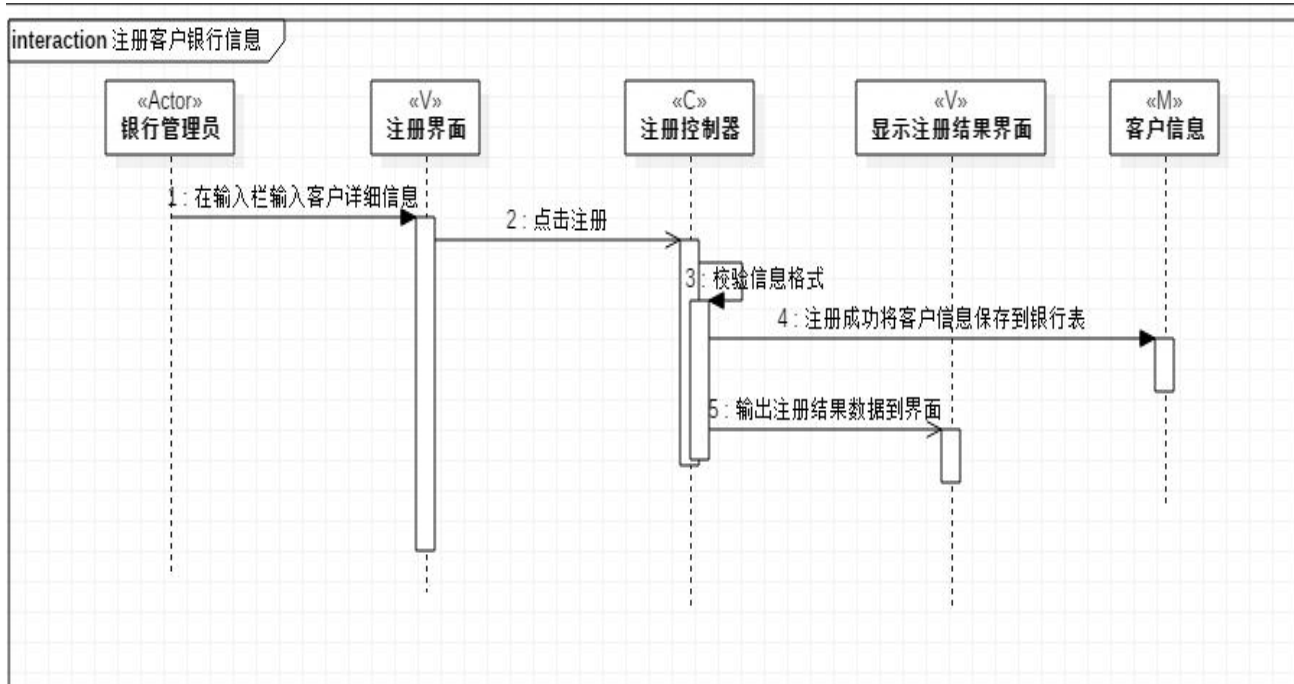 interaction 注册客户银行信息
«Actor»
银行管理员
«V»
注册界面
«C»
注册控制器
«V»
显示注册结果界面
«M»
客户信息
1 : 在输入栏输入客户详细信息
2 : 点击注册
3 : 校验信息格式
4 : 注册成功将客户信息保存到银行表
5 : 输出注册结果数据到界面